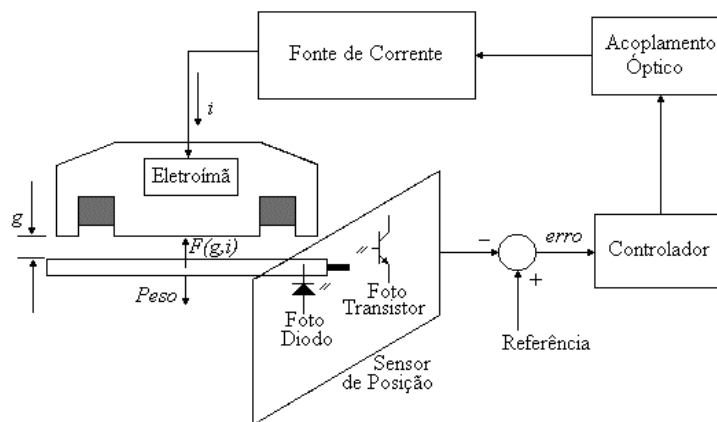 Fonte de Corrente
Acoplamento
Óptico
i
Eletroímã
g
F(g,i)
Peso
Foto
Diodo
Foto
Transistor
Sensor
de Posição
−
+
erro
Controlador
Referência